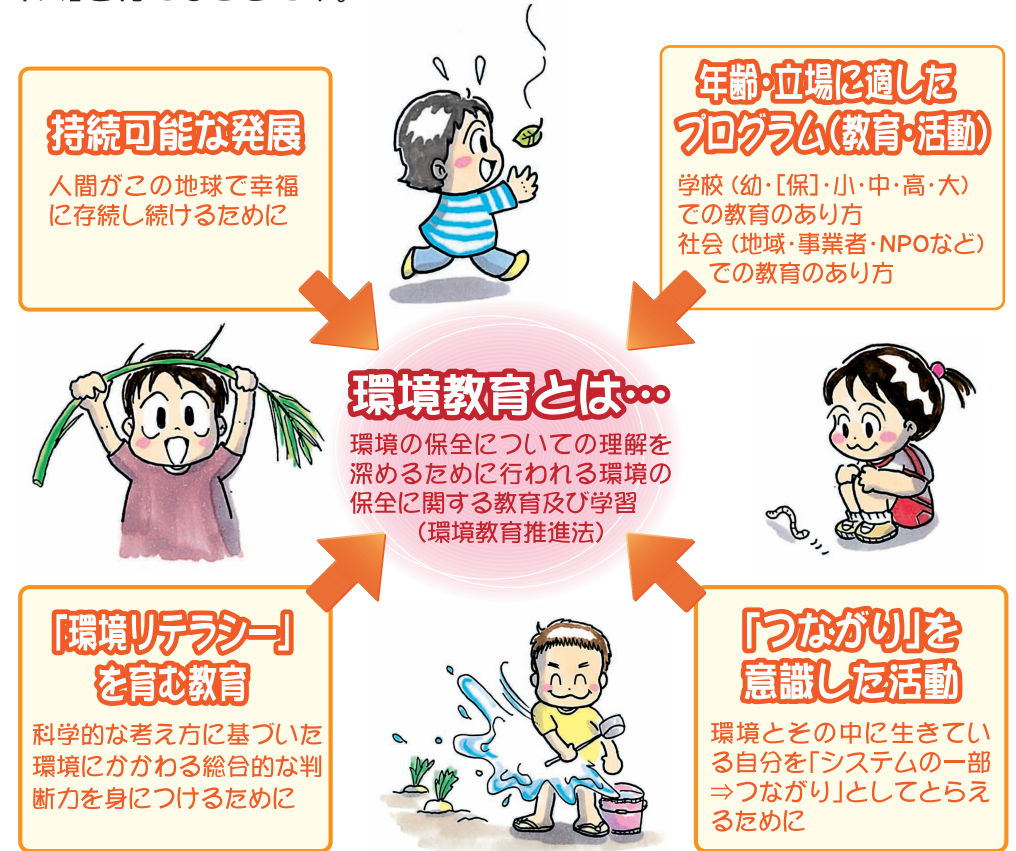 持続可能な発展
人間がこの地球で幸福
に存続し続けるために
年齢・立場に適した
プログラム(教育・活動)
学校(幼・[保]・小・中・高・大)
での教育のあり方
社会(地域・事業者・NPOなど)
での教育のあり方
環境教育とは…
環境の保全についての理解を
深めるために行われる環境の
保全に関する教育及び学習
(環境教育推進法)
「環境リテラシー」
を育む教育
科学的な考え方に基づいた
環境にかかわる総合的な判
断力を身につけるために
「つながり」を
意識した活動
環境とその中に生きてい
る自分を「システムの一部
⇒つながり」としてとらえ
るために